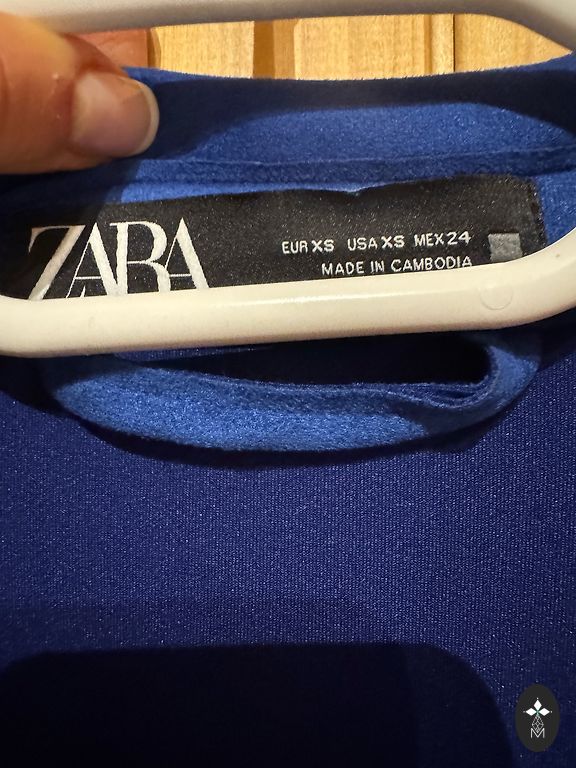 ZARA
EUR XS USA XS MEX 24
MADE IN CAMBODIA
M